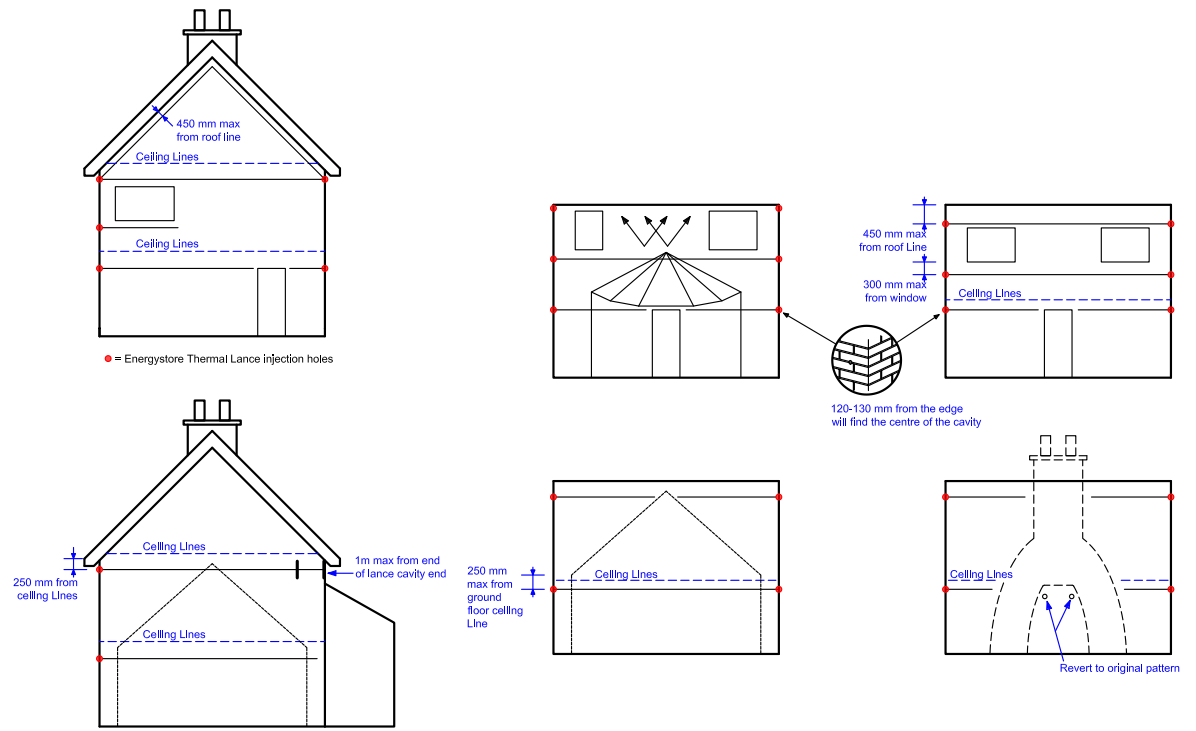 450 mm max
from roof line
Ceiling Lines
Ceiling Lines
= Energystore Thermal Lance injection holes
450 mm max
from roof Line
300 mm max
from window
Ceiling Lines
120-130 mm from the edge
will find the centre of the cavity
Ceiling Lines
1m max from end
of lance cavity end
250 mm from
ceiling Lines
Ceiling Lines
250 mm
max from
ground
floor ceiling
Line
Ceiling Lines
Ceiling Lines
Revert to original pattern